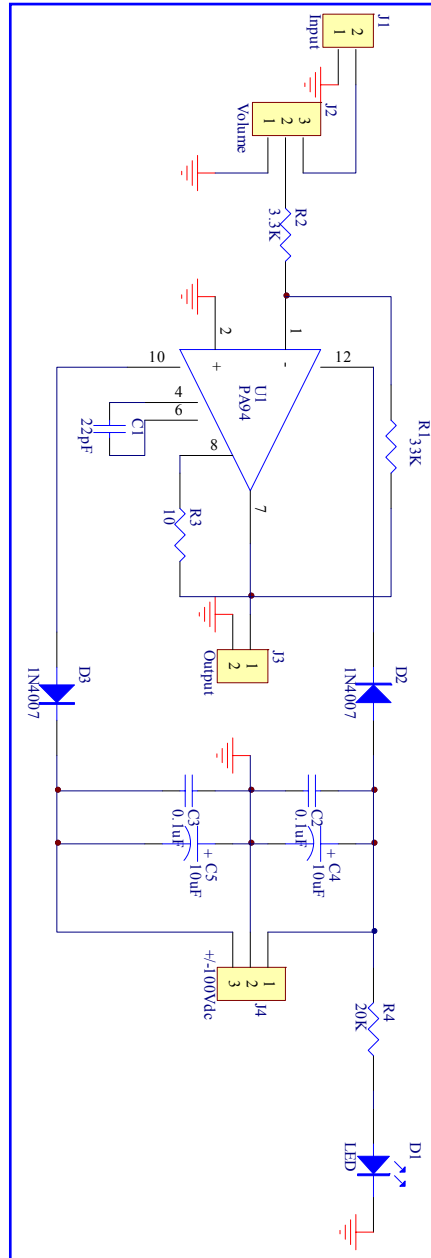 J1
2
1
Input
J2
3
2
1
Volume
R2
3.3K
R1
33K
2
1
10
12
+
-
U1
PA94
4
6
C1
22pF
8
R3
10
7
J3
1
2
Output
D3
1N4007
D2
1N4007
C3
0.1uF
C2
0.1uF
+
C5
10uF
+
C4
10uF
J4
1
2
3
+/-100Vdc
R4
20K
D1
LED